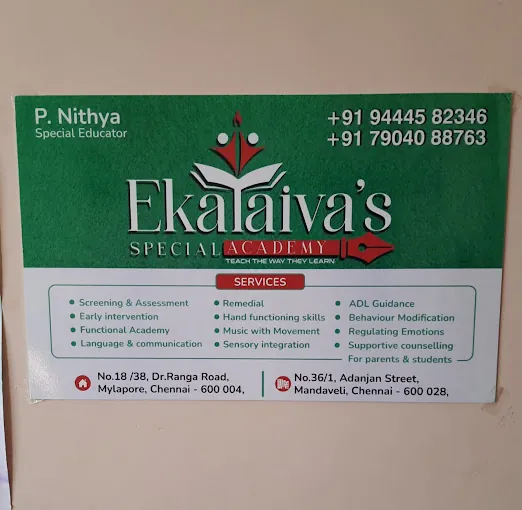 P. Nithya
Special Educator
+91 94445 82346
+91 79040 88763
Ekalaiva's
SPECIAL ACADEMY
TEACH THE WAY THEY LEARN
SERVICES
• Screening & Assessment
• Early intervention
• Functional Academy
• Language & communication
• Remedial
• Hand functioning skills
• Music with Movement
• Sensory integration
• ADL Guidance
• Behaviour Modification
• Regulating Emotions
• Supportive counselling
For parents & students
No.18 /38, Dr.Ranga Road,
Mylapore, Chennai - 600 004,
No.36/1, Adanjan Street,
Mandaveli, Chennai - 600 028,